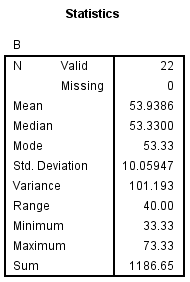 Statistics
B
N Valid 22
Missing 0
Mean 53.9386
Median 53.3300
Mode 53.33
Std. Deviation 10.05947
Variance 101.193
Range 40.00
Minimum 33.33
Maximum 73.33
Sum 1186.65